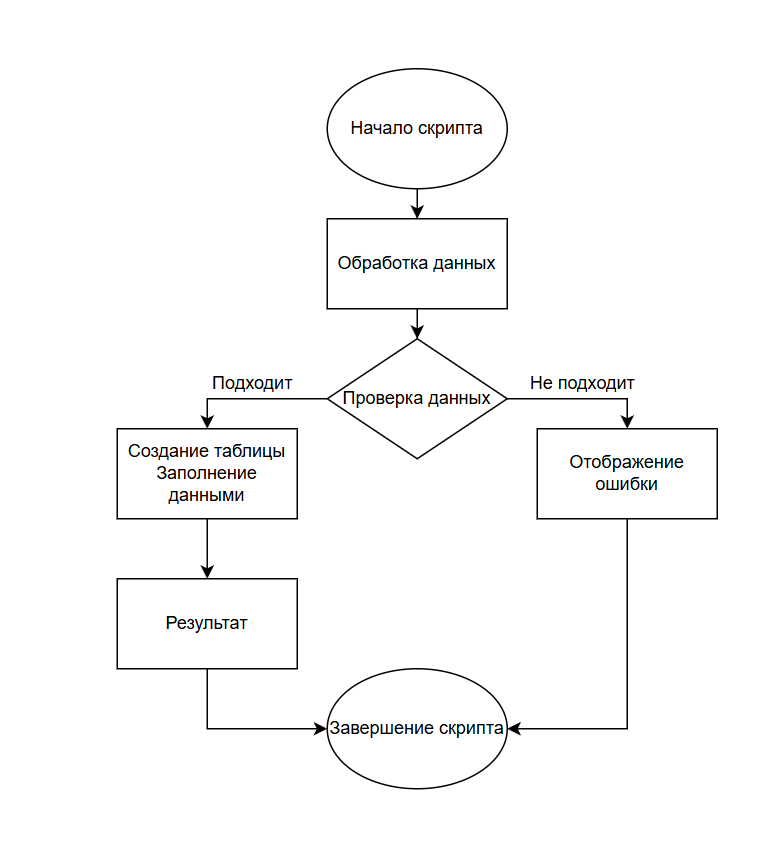 Начало скрипта
Обработка данных
Подходит
Не подходит
Проверка данных
Создание таблицы
Заполнение
данными
Отображение
ошибки
Результат
Завершение скрипта